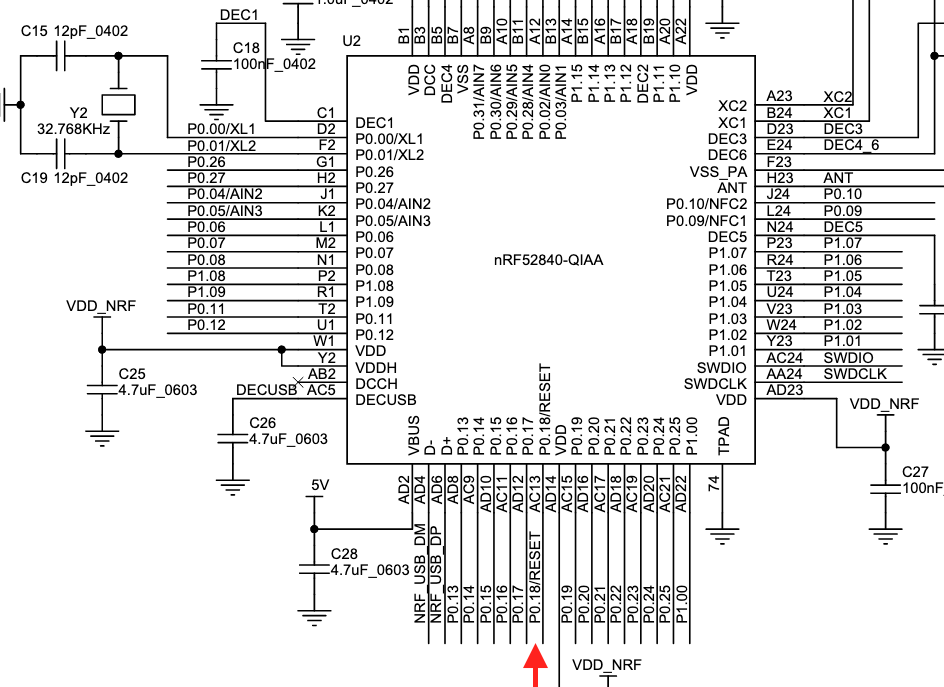 1.0uF_0402
DEC1
C15 12pF_0402
C18
100nF_0402
U2
B1
B3
B5
B7
A8
B9
A10
B11
A12
B13
A14
B15
A16
B17
A18
B19
A20
A22
VDD
DCC
DEC4
VSS
P0.31/AIN7
P0.30/AIN6
P0.29/AIN5
P0.28/AIN4
P0.02/AIN0
P0.03/AIN1
P1.15
P1.14
P1.13
P1.12
DEC2
P1.11
P1.10
VDD
Y2
32.768KHz
C19 12pF_0402
C1 DEC1
P0.00/XL1 D2 P0.00/XL1
P0.01/XL2 F2 P0.01/XL2
P0.26 G1 P0.26
P0.27 H2 P0.27
P0.04/AIN2 J1 P0.04/AIN2
P0.05/AIN3 K2 P0.05/AIN3
P0.06 L1 P0.06
P0.07 M2 P0.07
P0.08 N1 P0.08
P1.08 P2 P1.08
P1.09 R1 P1.09
P0.11 T2 P0.11
P0.12 U1 P0.12
W1 VDD
Y2 VDDH
AB2 DCCH
DECUSB AC5 DECUSB
nRF52840-QIAA
XC2 A23 XC2
XC1 B24 XC1
DEC3 D23 DEC3
DEC6 E24 DEC4_6
VSS_PA F23
ANT H23 ANT
P0.10/NFC2 J24 P0.10
P0.09/NFC1 L24 P0.09
DEC5 N24 DEC5
P1.07 P23 P1.07
P1.06 R24 P1.06
P1.05 T23 P1.05
P1.04 U24 P1.04
P1.03 V23 P1.03
P1.02 W24 P1.02
P1.01 Y23 P1.01
SWDIO AC24 SWDIO
SWDCLK AA24 SWDCLK
VDD AD23
VDD_NRF
C25
4.7uF_0603
C26
4.7uF_0603
5V
C28
4.7uF_0603
VDD_NRF
C27
100nF
VBUS
D-
D+
P0.13
P0.14
P0.15
P0.16
P0.17
P0.18/RESET
VDD
P0.19
P0.20
P0.21
P0.22
P0.23
P0.24
P0.25
P1.00
TPAD
AD2
AD4
AD6
AD8
AC9
AD10
AC11
AD12
AC13
AD14
AC15
AD16
AC17
AD18
AC19
AD20
AC21
AD22
74
NRF_USB_DM
NRF_USB_DP
P0.13
P0.14
P0.15
P0.16
P0.17
P0.18/RESET
P0.19
P0.20
P0.21
P0.22
P0.23
P0.24
P0.25
P1.00
VDD_NRF